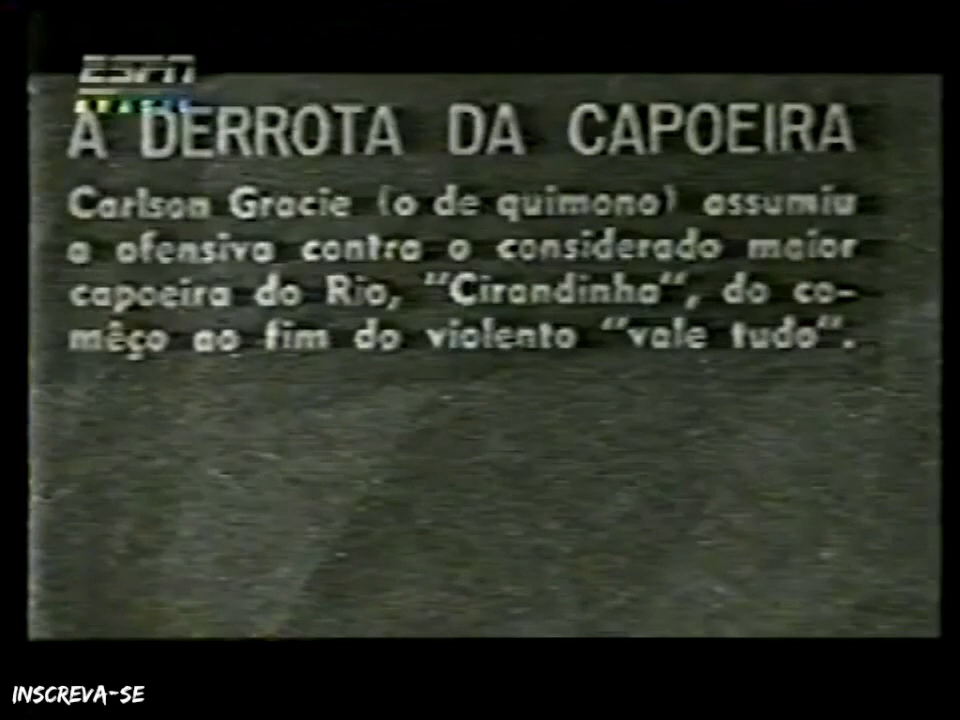 ESPN
BRASIL
A DERROTA DA CAPOEIRA
Carlson Gracie (o de quimono) assumiu
a ofensiva contra o considerado maior
capoeira do Rio, "Cirandinha", do co-
mêço ao fim do violento "vale tudo".
INSCREVA-SE